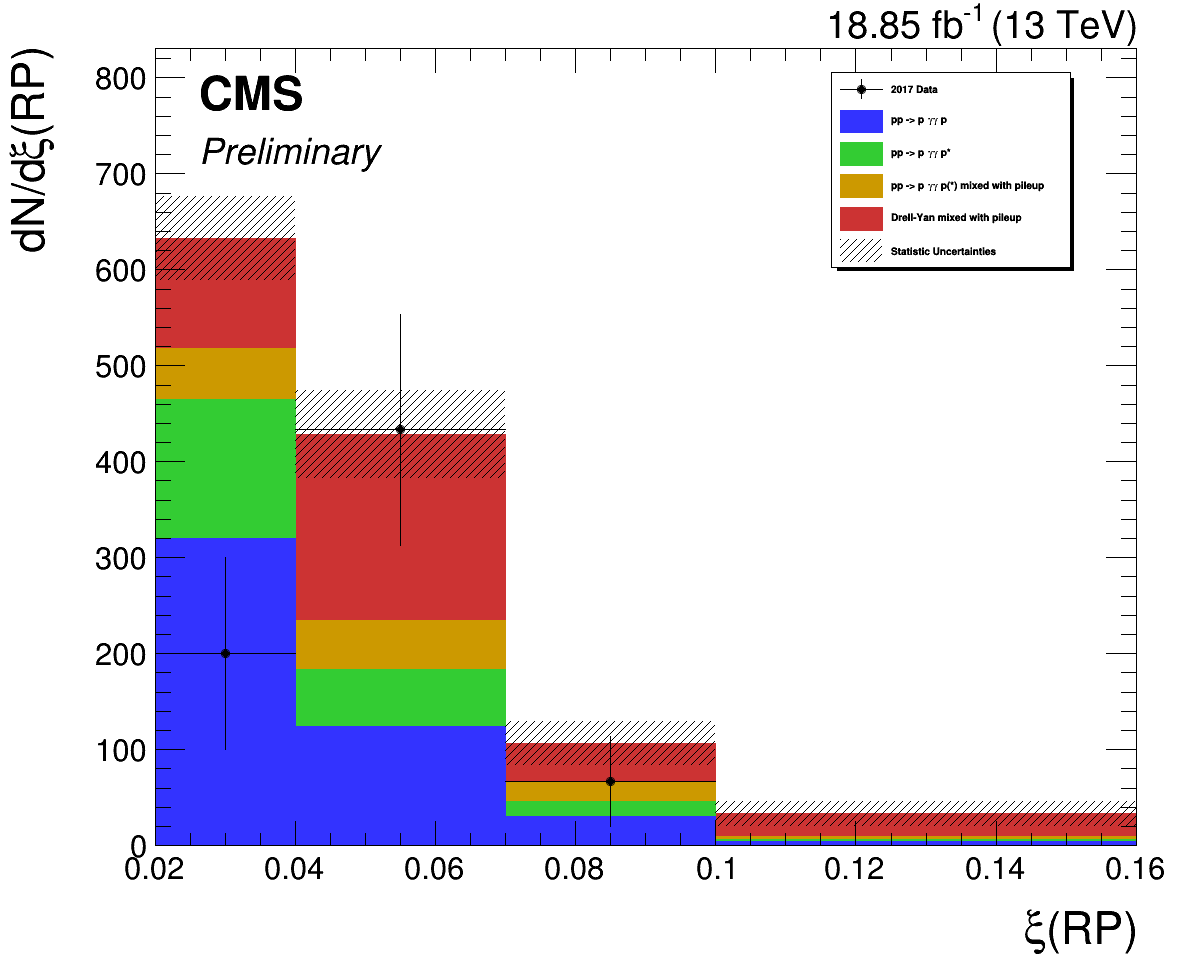 18.85 fb⁻¹ (13 TeV)
dN/dξ(RP)
CMS
Preliminary
2017 Data
pp -> p γγ p
pp -> p γγ p*
pp -> p γγ p(*) mixed with pileup
Drell-Yan mixed with pileup
Statistic Uncertainties
800
700
600
500
400
300
200
100
0
0.02 0.04 0.06 0.08 0.1 0.12 0.14 0.16
ξ(RP)